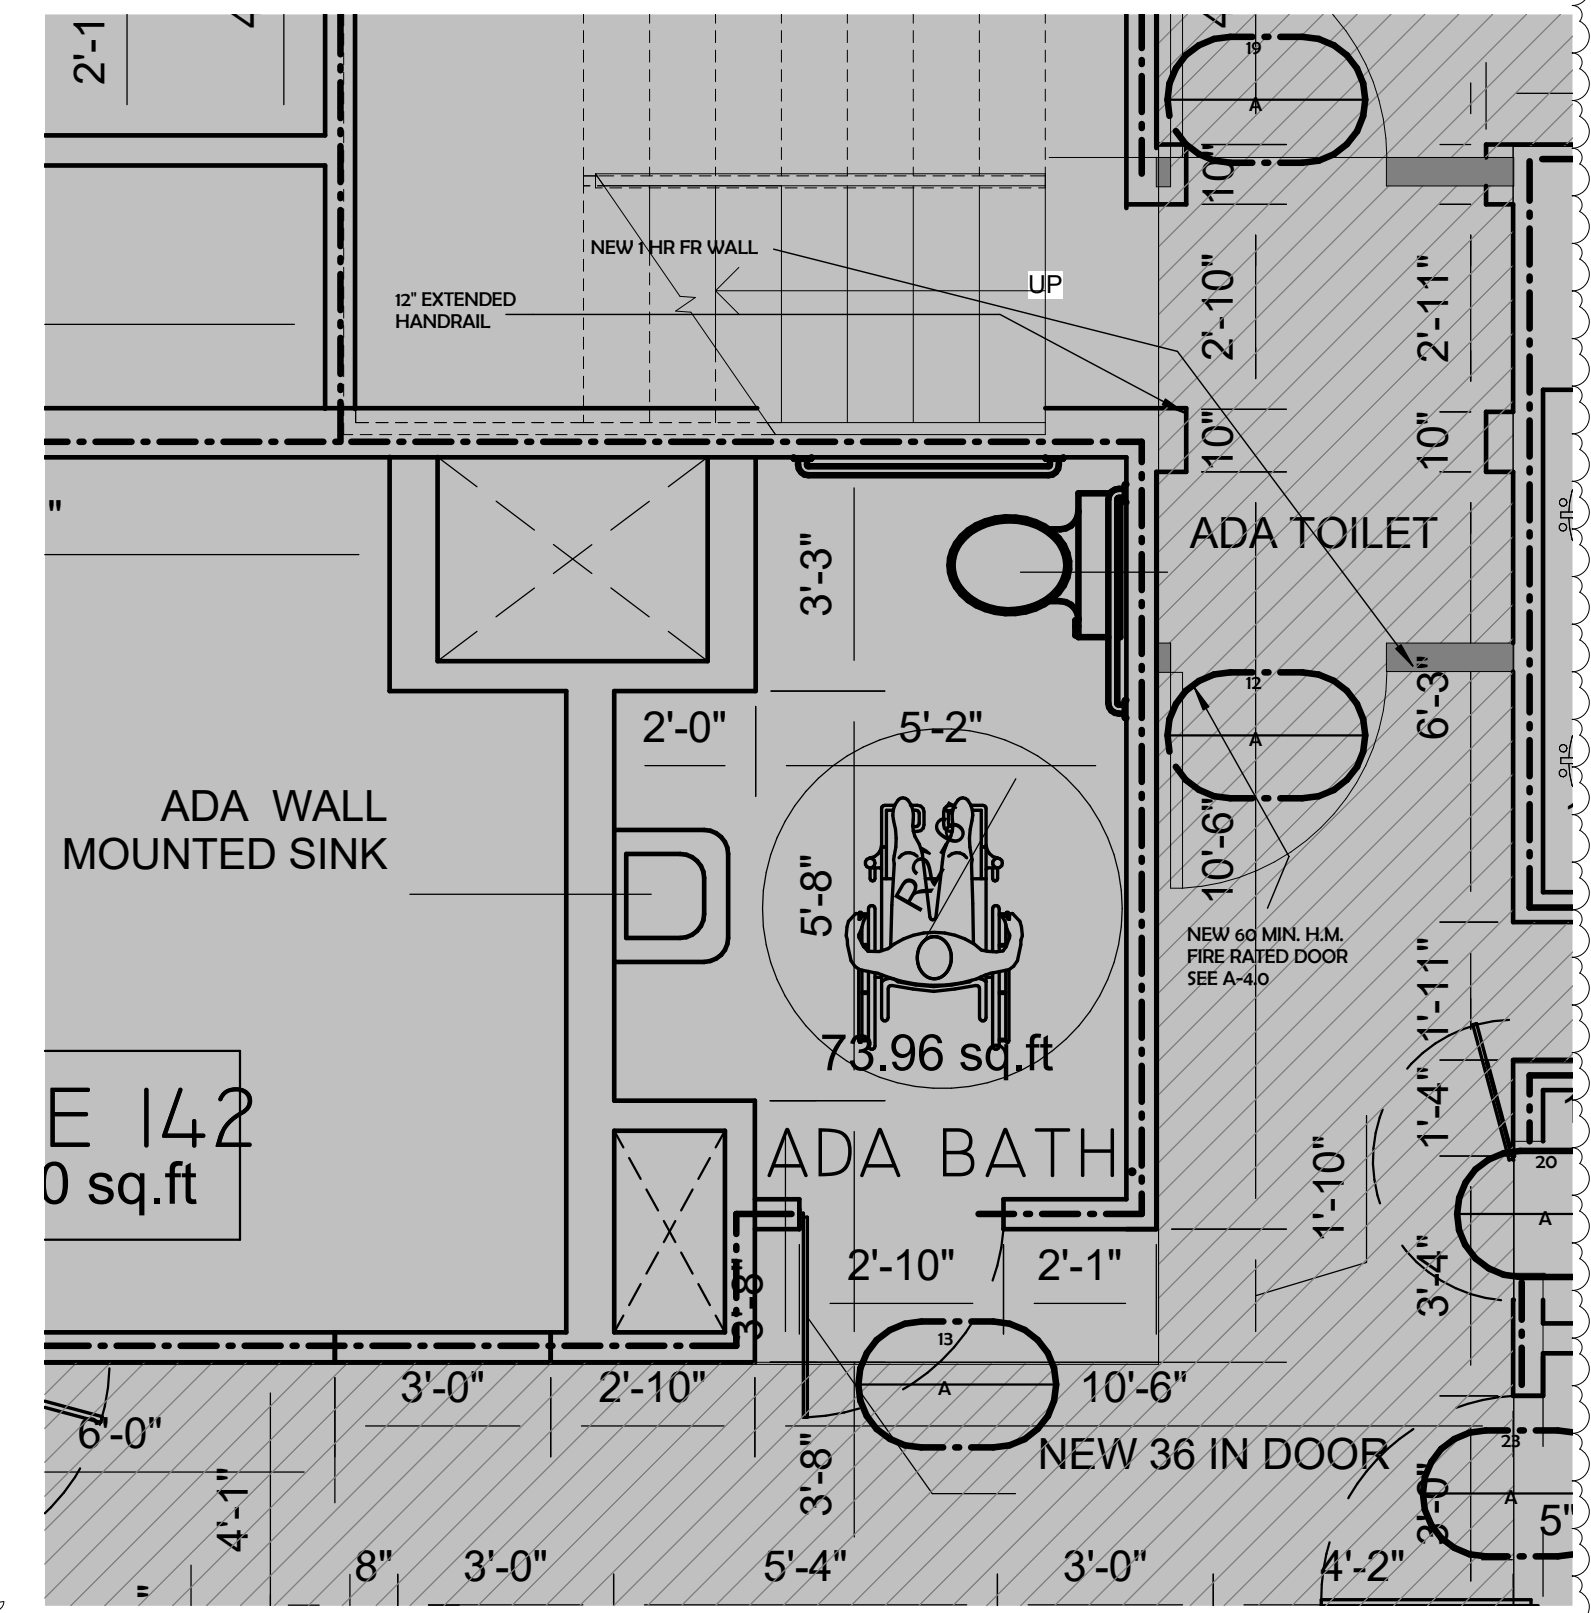 2'-1
19
A
10"
NEW 1 HR FR WALL
UP
12" EXTENDED
HANDRAIL
2'-10"
2'-11"
10"
10"
"
ADA TOILET
3'-3"
12
A
6'-3"
2'-0"
5'-2"
ADA WALL
MOUNTED SINK
5'-8"
10'-6"
NEW 60 MIN. H.M.
FIRE RATED DOOR
SEE A-4.0
1'-11"
73.96 sq.ft
E 142
0 sq.ft
1'-4"
ADA BATH.
1'-10"
20
A
3'-8"
2'-10"
2'-1"
3'-4"
13
A
3'-0"
2'-10"
10'-6"
6'-0"
NEW 36 IN DOOR
23
A
4'-1"
3'-8"
3'-0"
5"
8"
3'-0"
5'-4"
3'-0"
4'-2"
"